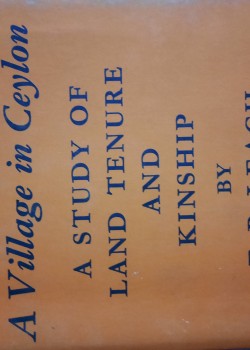 A Village in Ceylon
A STUDY OF
LAND TENURE
AND
KINSHIP
BY